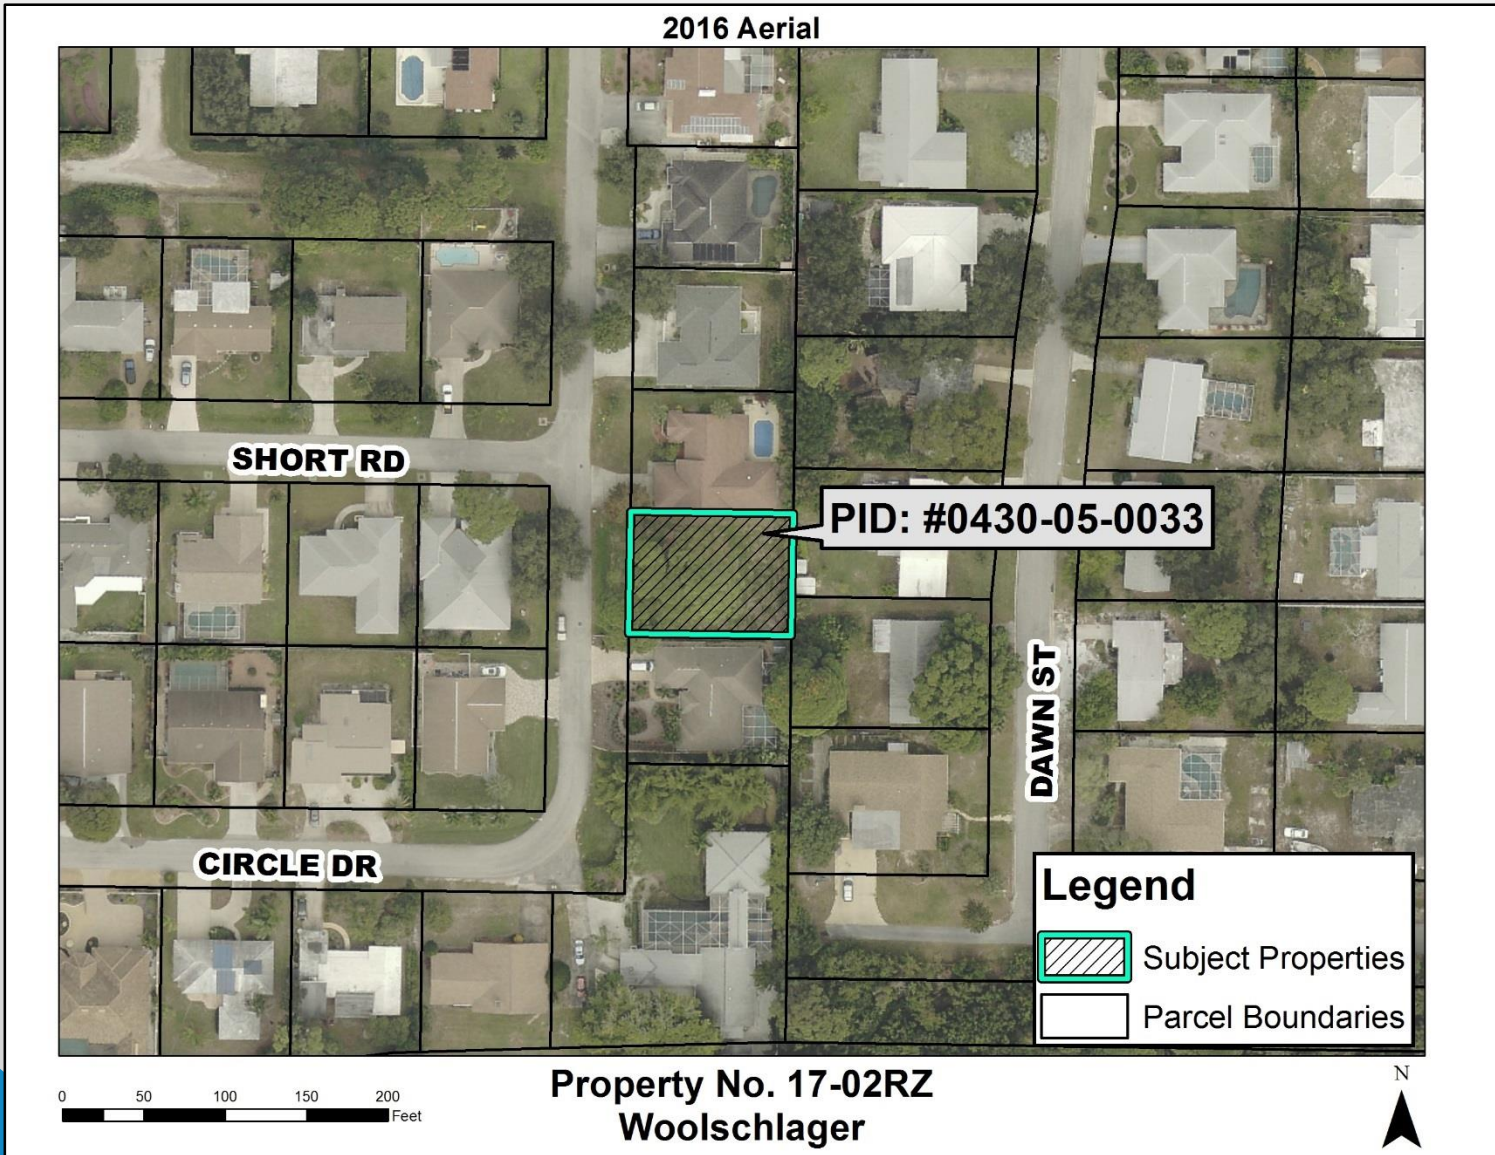 2016 Aerial
SHORT RD
PID: #0430-05-0033
DAWN ST
CIRCLE DR
Legend
Subject Properties
Parcel Boundaries
0 50 100 150 200
Feet
Property No. 17-02RZ
Woolschlager
N